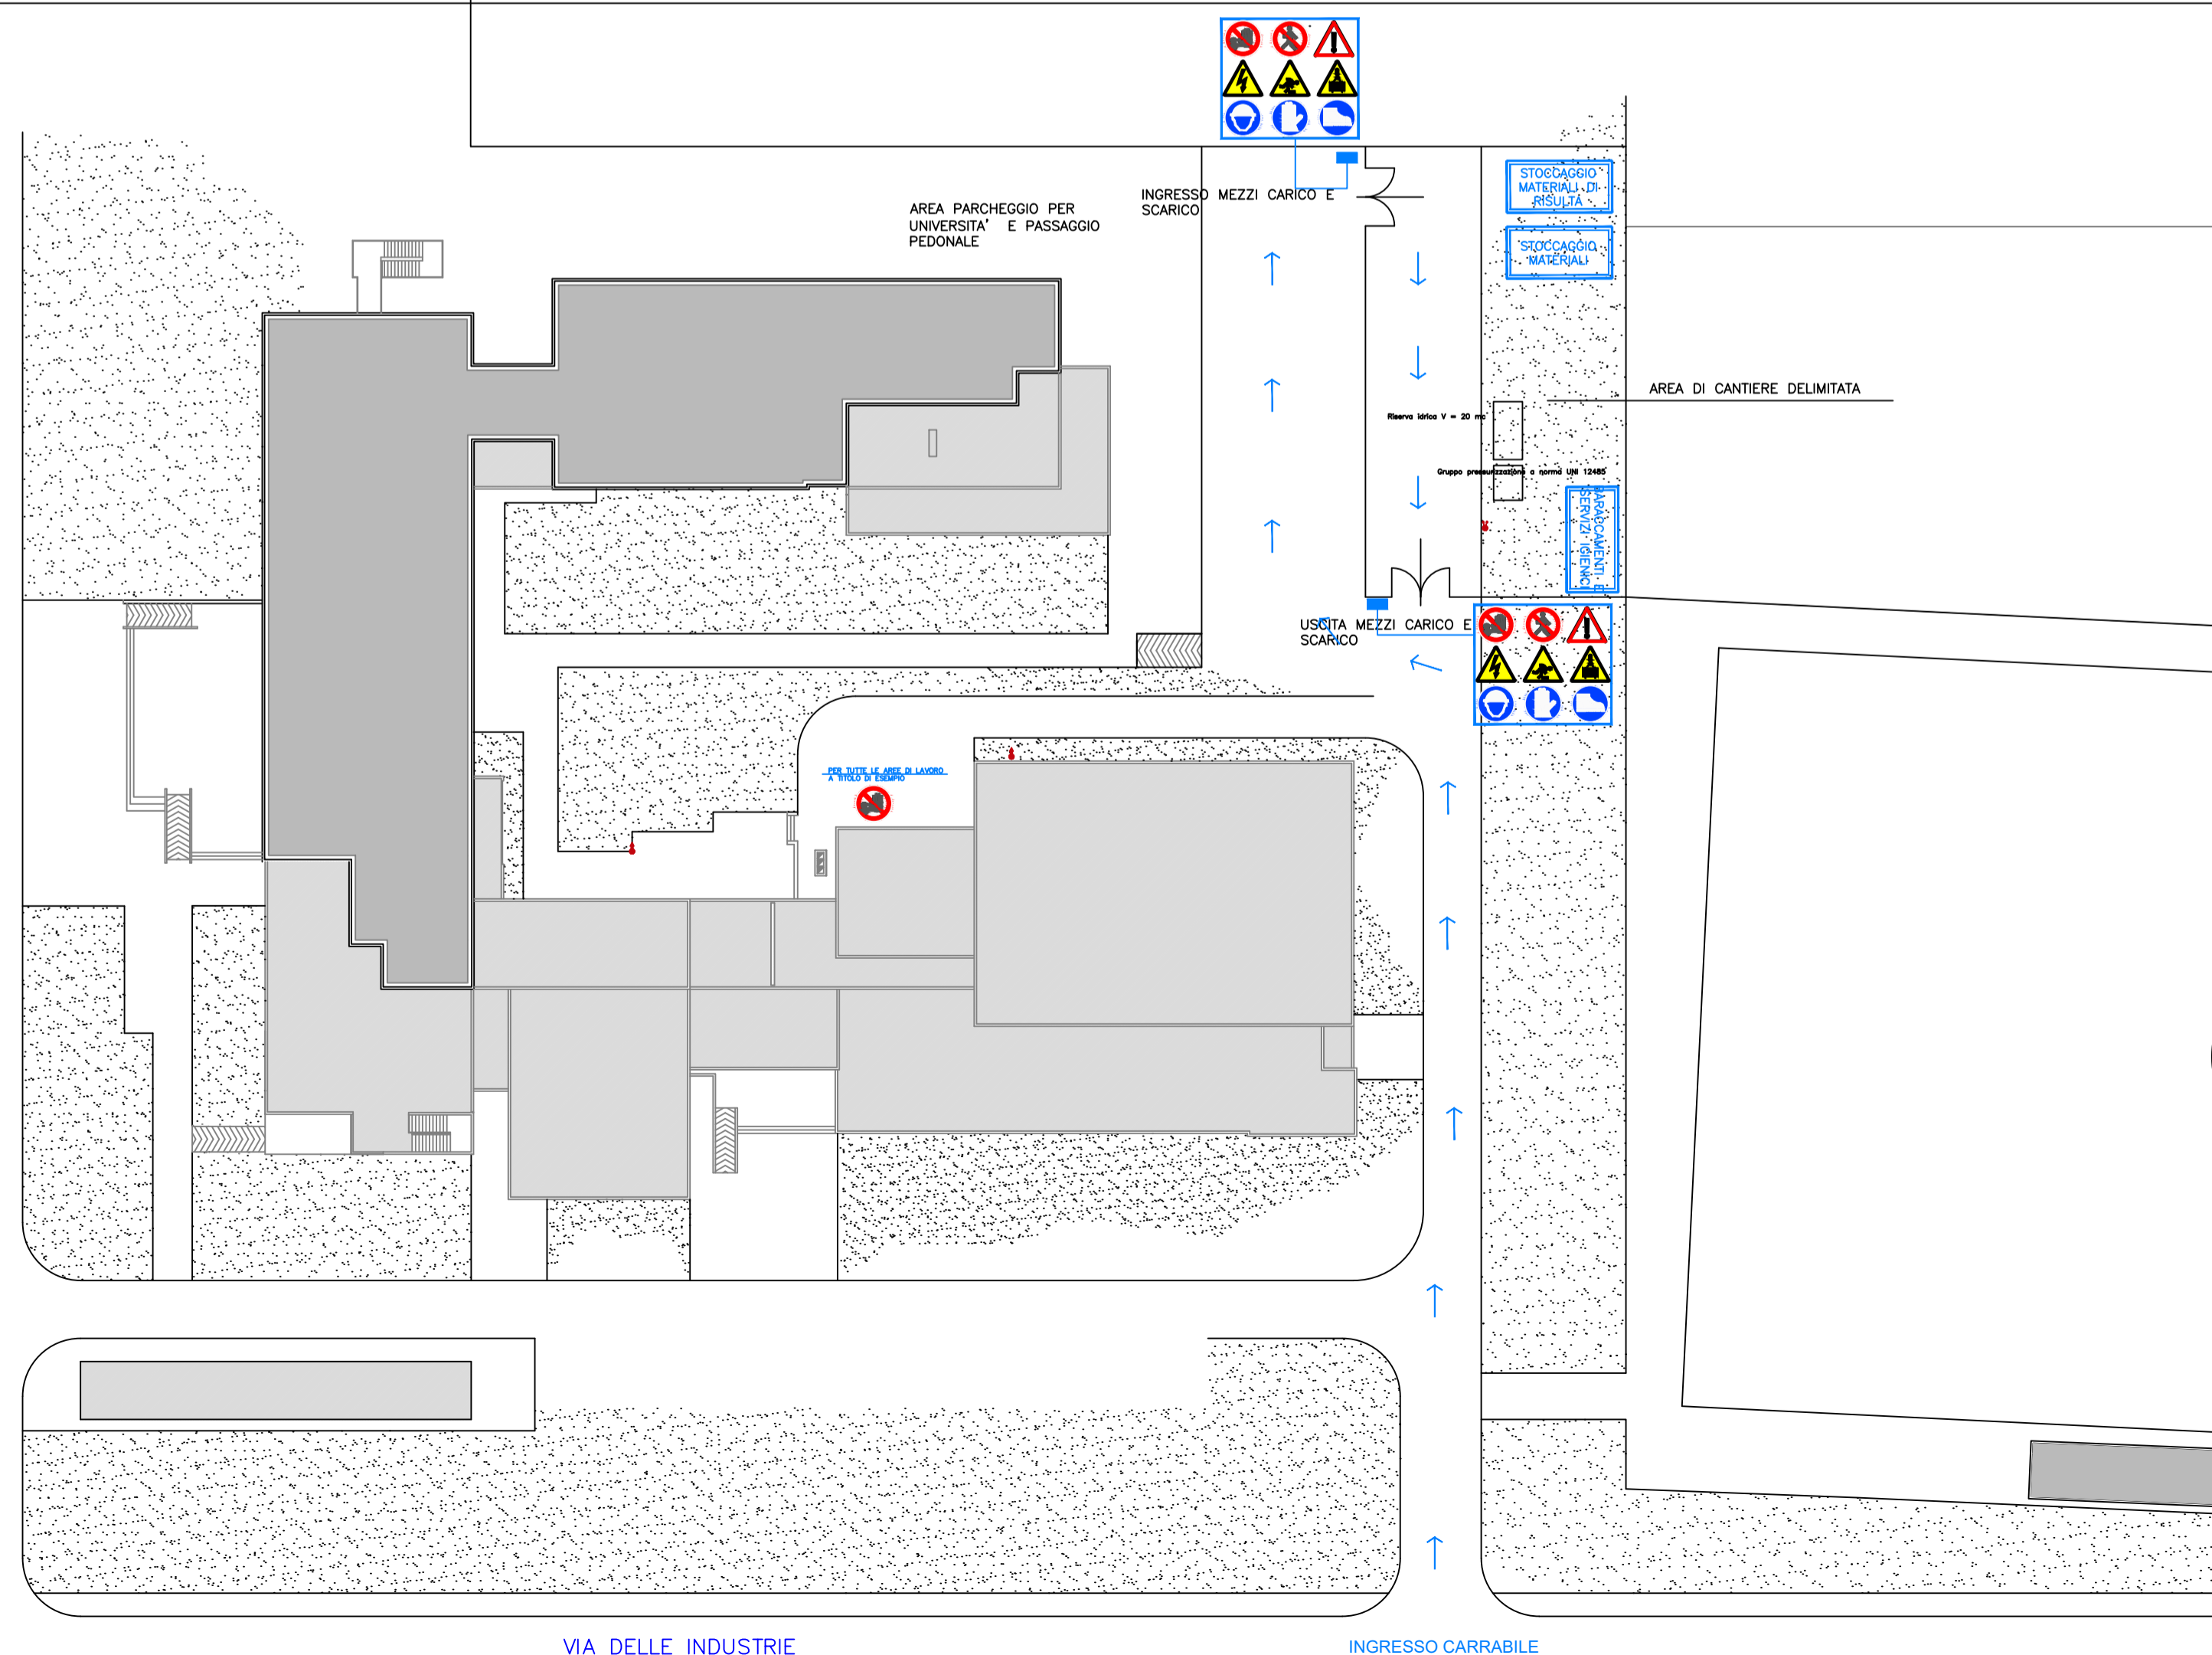 STOCCAGGIO
MATERIALI DI
RISULTA
INGRESSO MEZZI CARICO E
SCARICO
AREA PARCHEGGIO PER
UNIVERSITA' E PASSAGGIO
PEDONALE
STOCCAGGIO
MATERIALI
AREA DI CANTIERE DELIMITATA
Riserva idrica V = 20 mc
Gruppo pressurizzazione a norma UNI 12485
BARACCAMENTI E
SERVIZI IGIENICI
USCITA MEZZI CARICO E
SCARICO
PER TUTTE LE AREE DI LAVORO
A TITOLO DI ESEMPIO
VIA DELLE INDUSTRIE
INGRESSO CARRABILE